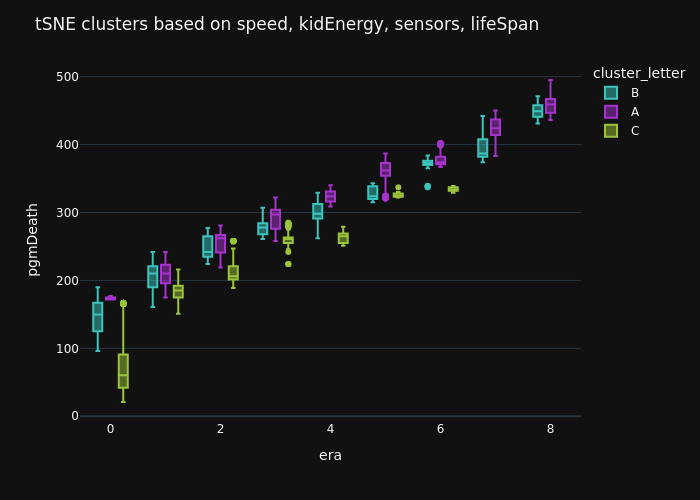 tSNE clusters based on speed, kidEnergy, sensors, lifeSpan
cluster_letter
B
A
C
pgmDeath
500
400
300
200
100
0
0 2 4 6 8
era